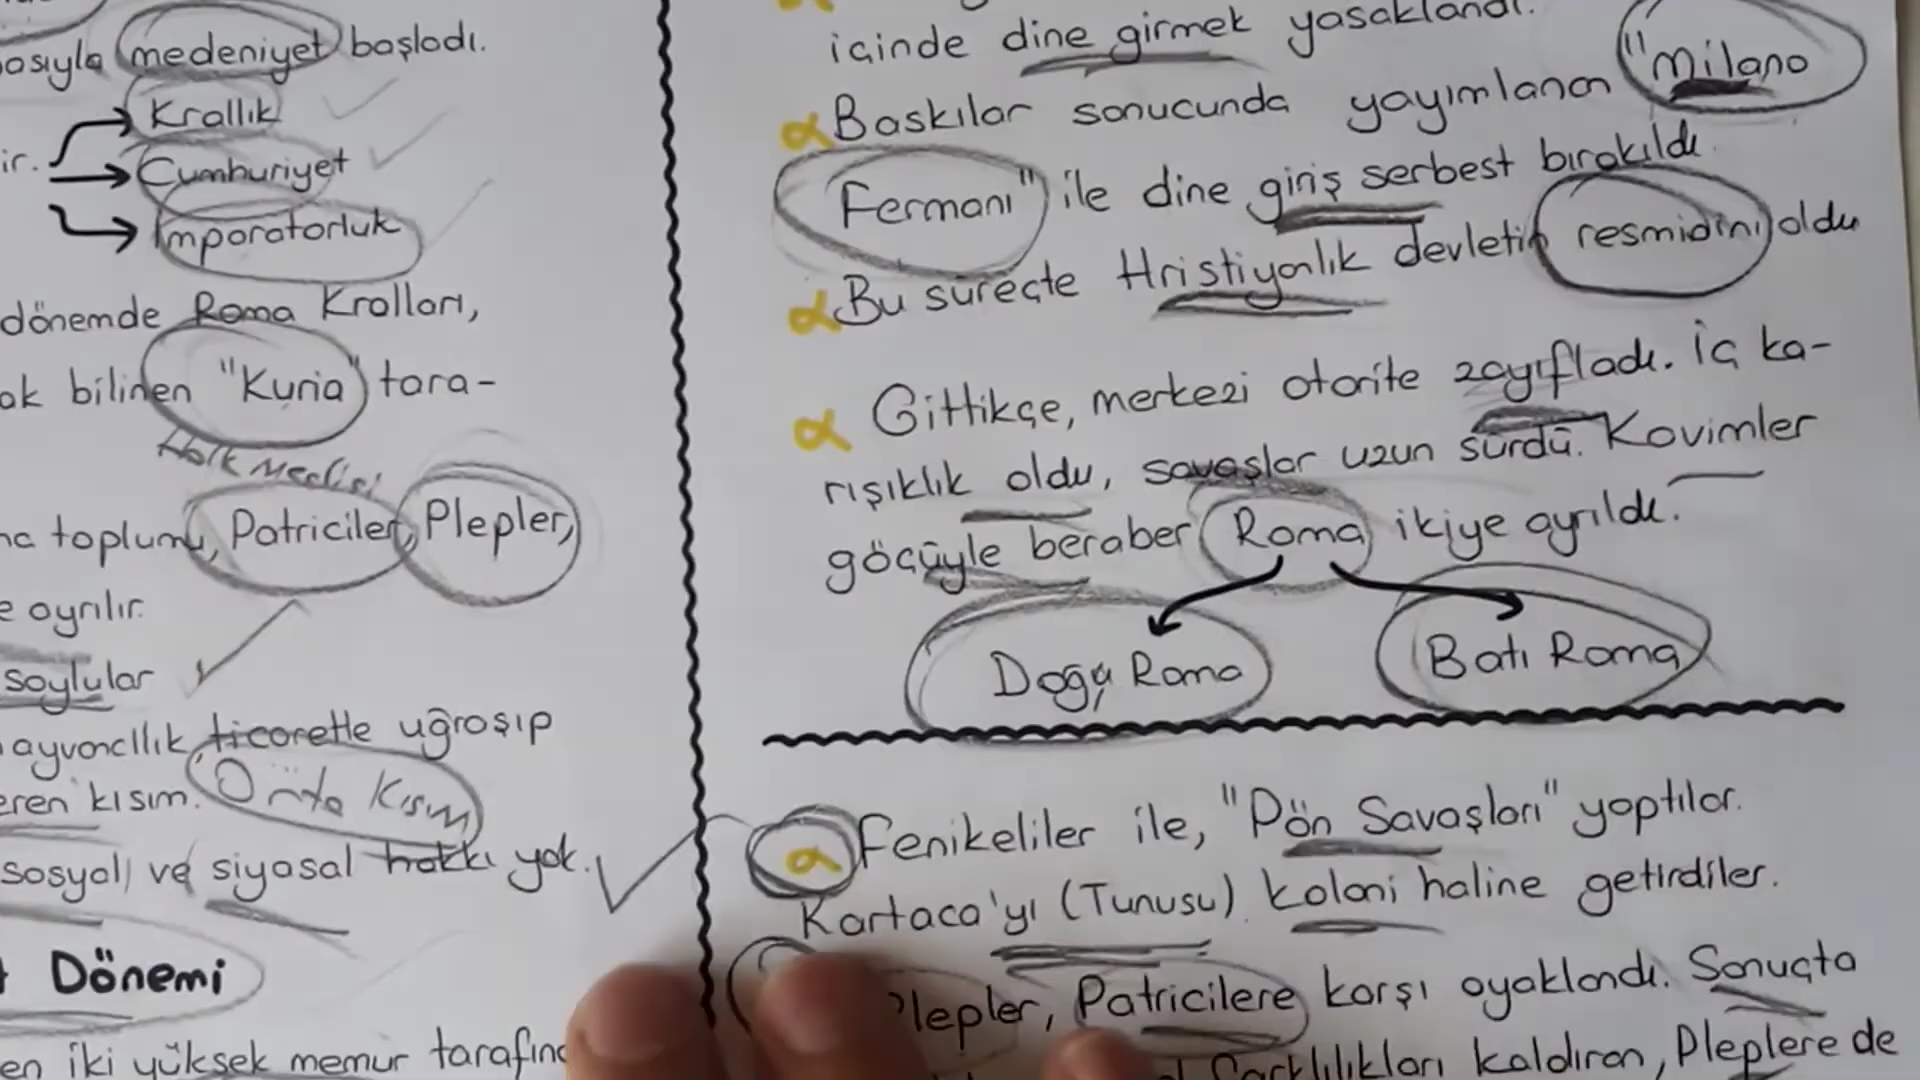 medeniyet başladı.
Krallık
ir. Cumhuriyet
İmparatorluk
dönemde Roma Kralları,
ak bilinen "Kuria" tara-
Halk Meclisi
toplumu, Patriciler, Plepler,
e ayrılır.
soylular
ayvancılık, ticaretle uğraşıp
eren kısım. Orta Kısım
sosyal ve siyasal hakkı yok.
Dönemi
en iki yüksek memur tarafınd
içinde dine girmek yasaklandı.
α Baskılar sonucunda yayımlanan "Milano
Fermanı" ile dine giriş serbest bırakıldı.
α Bu süreçte Hristiyanlık devletin resmidini oldu
α Gittikçe, merkezi otorite zayıfladı. İç ka-
rışıklık oldu, savaşlar uzun sürdü. Kavimler
göçüyle beraber Roma ikiye ayrıldı.
Doğu Roma Batı Roma
α Fenikeliler ile, "Pön Savaşları" yaptılar.
Kartaca'yı (Tunusu) koloni haline getirdiler.
Plepler, Patricilere karşı ayaklandı. Sonuçta
farklılıkları kaldıran, Pleplere de